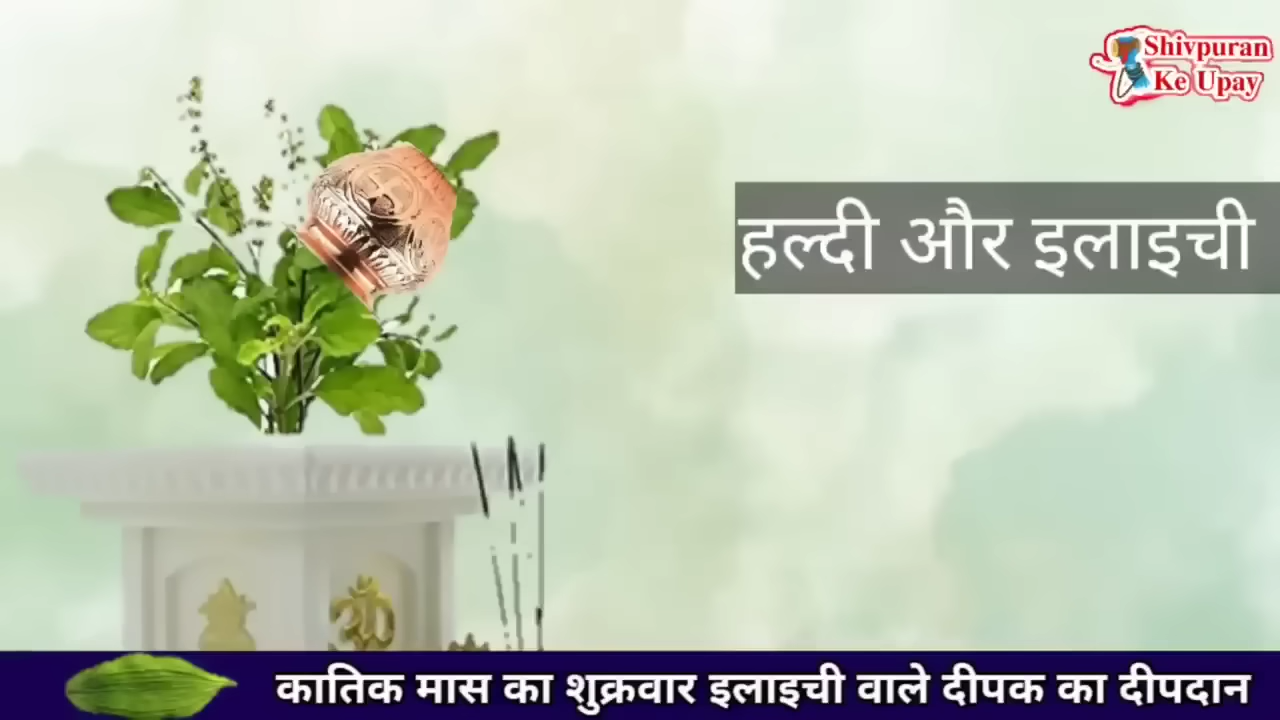 Shivpuran
Ke Upay
हल्दी और इलाइची
कातिक मास का शुक्रवार इलाइची वाले दीपक का दीपदान